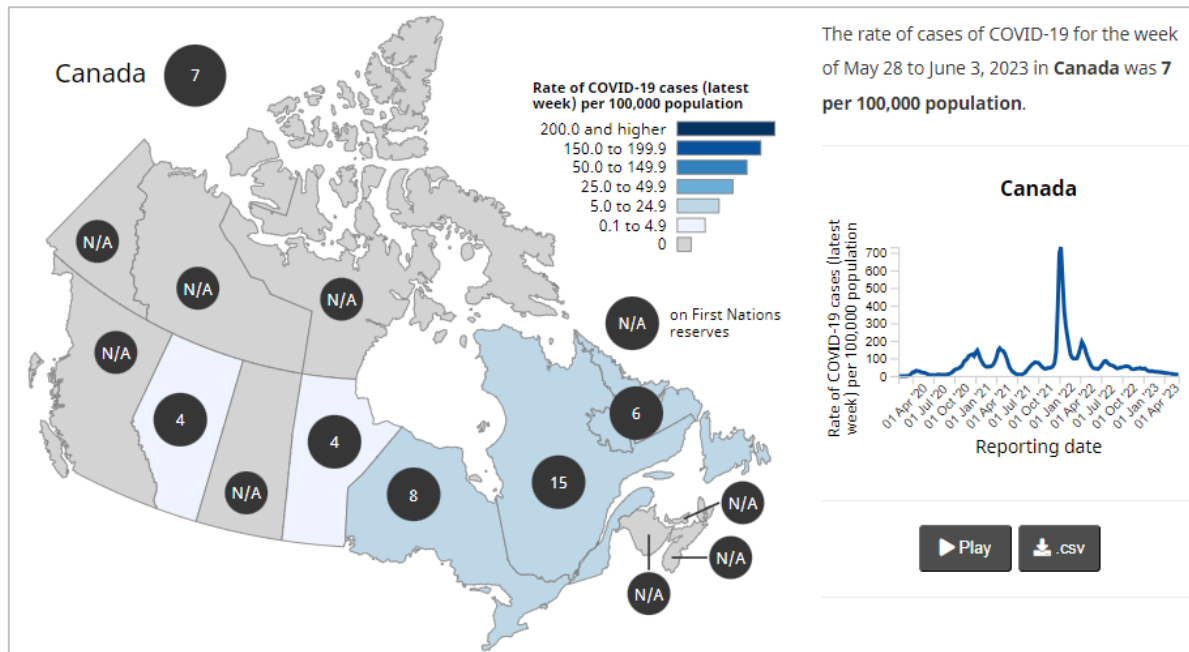 Canada
7
Rate of COVID-19 cases (latest
week) per 100,000 population
200.0 and higher
150.0 to 199.9
50.0 to 149.9
25.0 to 49.9
5.0 to 24.9
0.1 to 4.9
0
N/A
N/A
N/A
N/A
on First Nations
reserves
N/A
4
4
N/A
8
15
6
N/A
N/A
N/A
The rate of cases of COVID-19 for the week
of May 28 to June 3, 2023 in Canada was 7
per 100,000 population.
Canada
Rate of COVID-19 cases (latest
week) per 100,000 population
700
600
500
400
300
200
100
0
01 Apr '20
01 Jul '20
01 Oct '20
01 Jan '21
01 Apr '21
01 Jul '21
01 Oct '21
01 Jan '22
01 Apr '22
01 Jul '22
01 Oct '22
01 Jan '23
01 Apr '23
Reporting date
Play
.csv